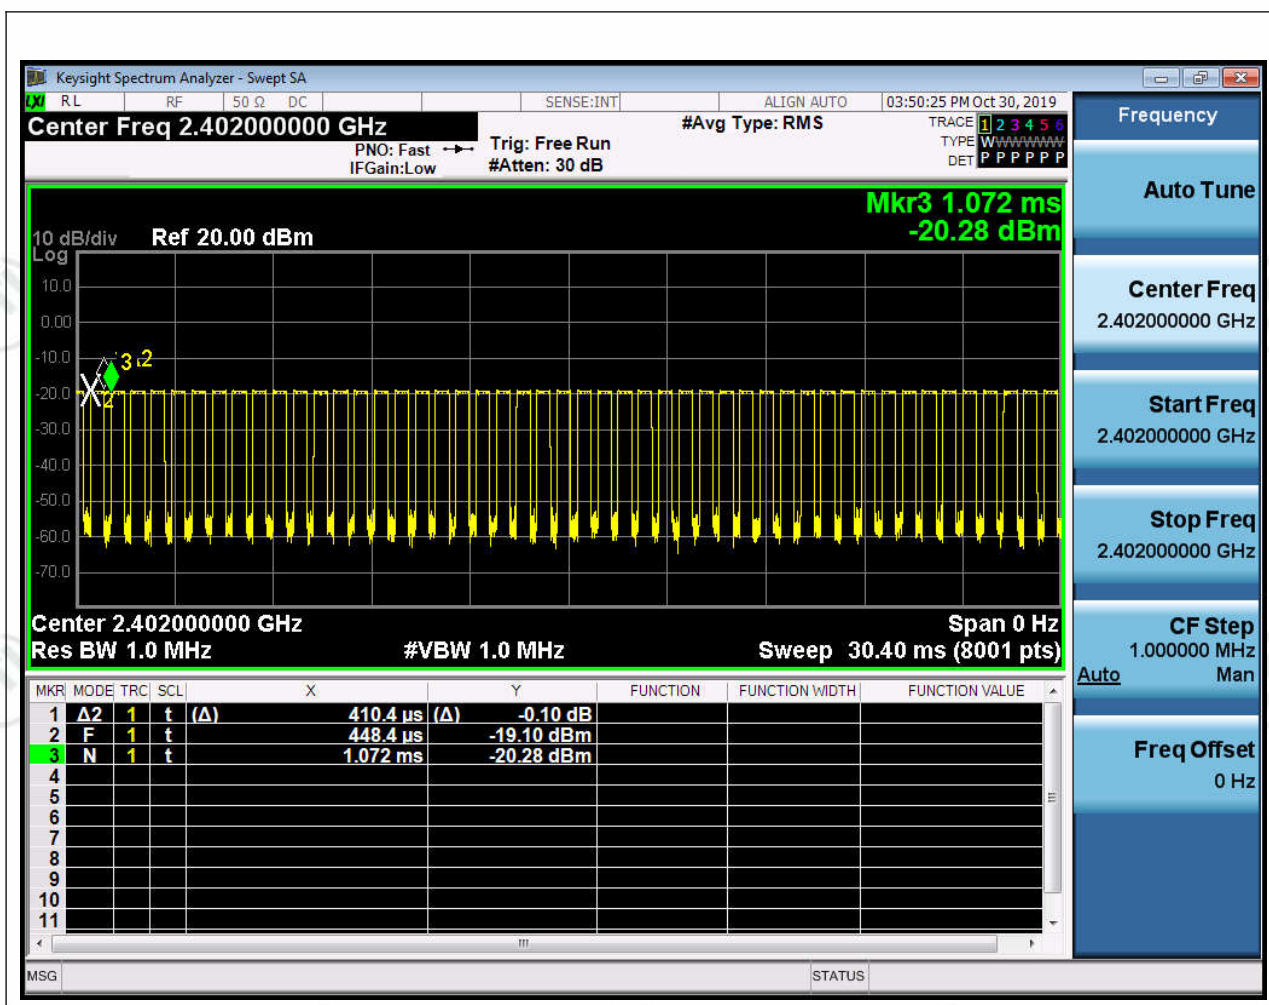 Keysight Spectrum Analyzer - Swept SA
LXI RL RF 50 Ω DC SENSE:INT ALIGN AUTO 03:50:25 PM Oct 30, 2019
Center Freq 2.402000000 GHz
PNO: Fast
IFGain:Low
Trig: Free Run
#Atten: 30 dB
#Avg Type: RMS
TRACE 1 2 3 4 5 6
TYPE WWWWWW
DET P P P P P P
Mkr3 1.072 ms
-20.28 dBm
10 dB/div Ref 20.00 dBm
Log
10.0
0.00
-10.0
-20.0
-30.0
-40.0
-50.0
-60.0
-70.0
3
2
2
Center 2.402000000 GHz Span 0 Hz
Res BW 1.0 MHz #VBW 1.0 MHz Sweep 30.40 ms (8001 pts)
MKR MODE TRC SCL X Y FUNCTION FUNCTION WIDTH FUNCTION VALUE
1 Δ2 1 t (Δ) 410.4 µs (Δ) -0.10 dB
2 F 1 t 448.4 µs -19.10 dBm
3 N 1 t 1.072 ms -20.28 dBm
4
5
6
7
8
9
10
11
MSG STATUS
Frequency
Auto Tune
Center Freq
2.402000000 GHz
Start Freq
2.402000000 GHz
Stop Freq
2.402000000 GHz
CF Step
1.000000 MHz
Auto Man
Freq Offset
0 Hz